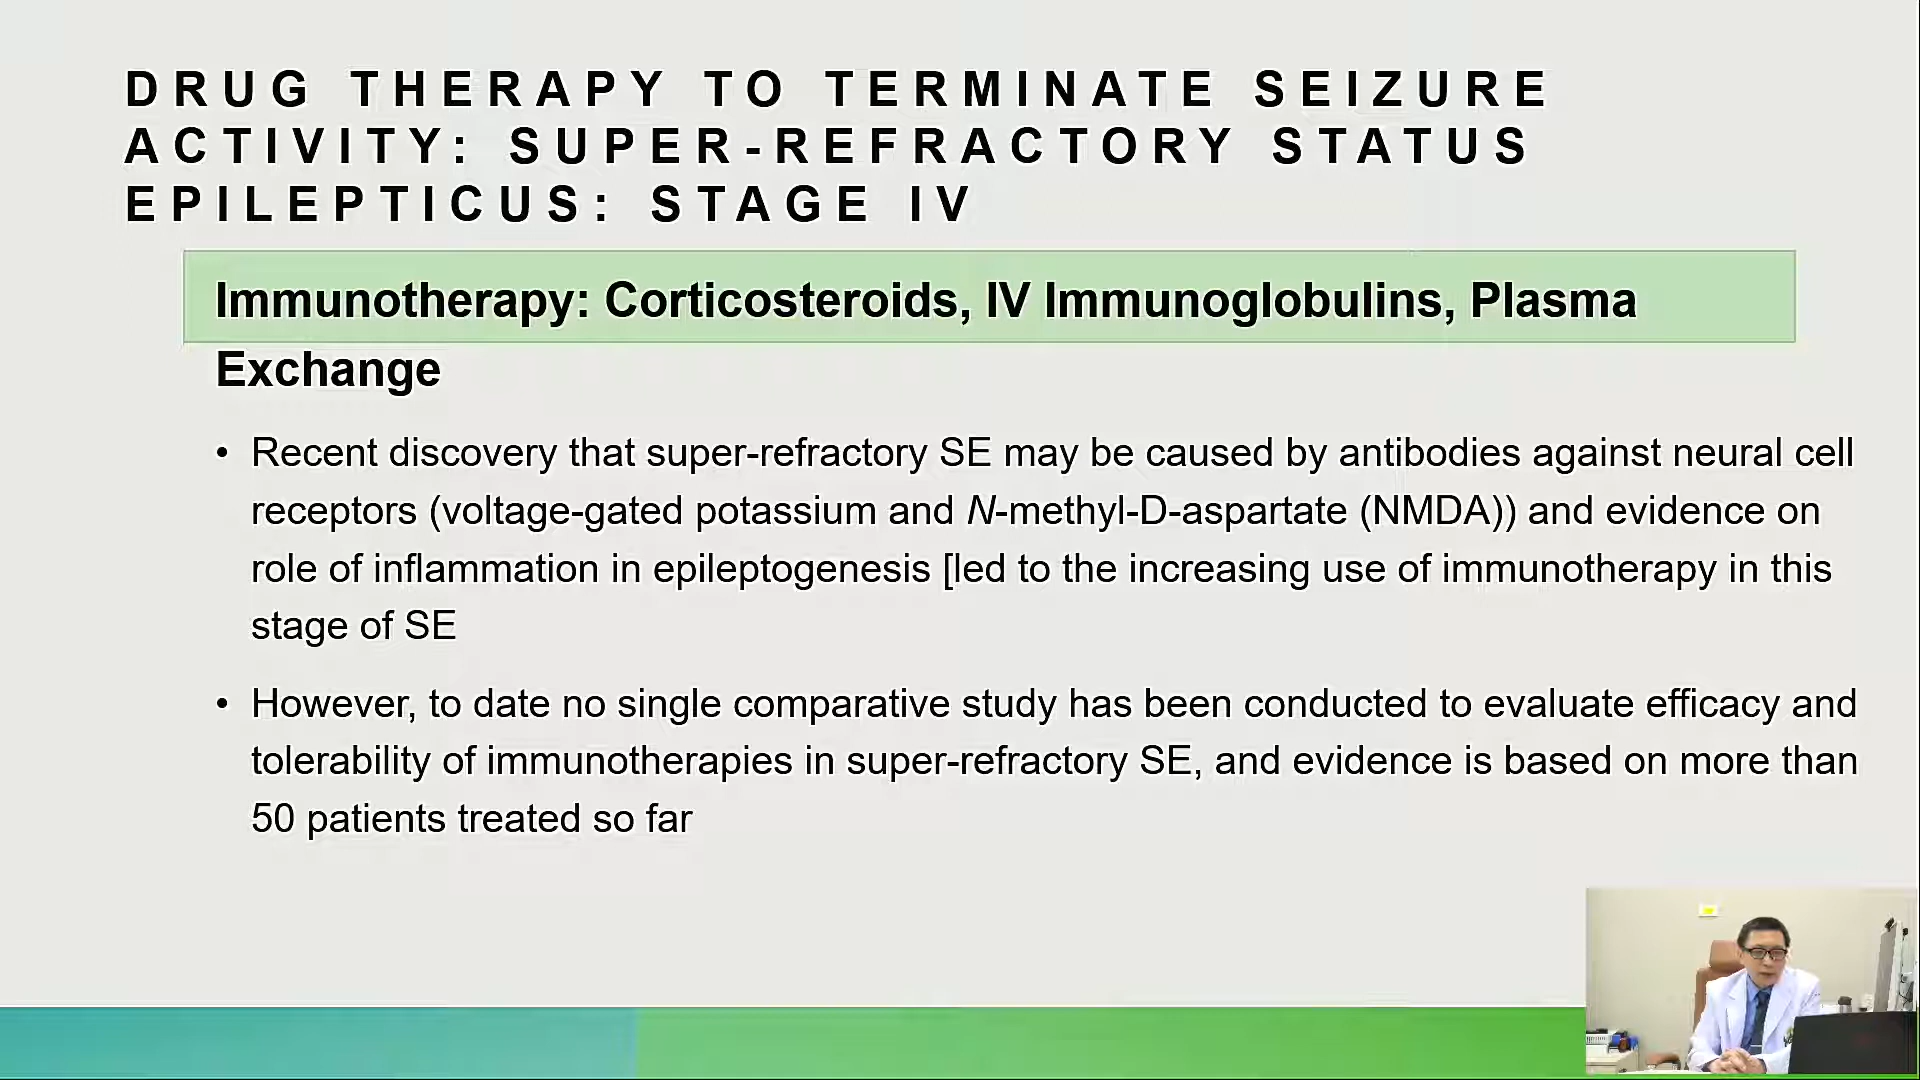 DRUG THERAPY TO TERMINATE SEIZURE
ACTIVITY: SUPER-REFRACTORY STATUS
EPILEPTICUS: STAGE IV
Immunotherapy: Corticosteroids, IV Immunoglobulins, Plasma
Exchange
• Recent discovery that super-refractory SE may be caused by antibodies against neural cell
receptors (voltage-gated potassium and N-methyl-D-aspartate (NMDA)) and evidence on
role of inflammation in epileptogenesis [led to the increasing use of immunotherapy in this
stage of SE
• However, to date no single comparative study has been conducted to evaluate efficacy and
tolerability of immunotherapies in super-refractory SE, and evidence is based on more than
50 patients treated so far